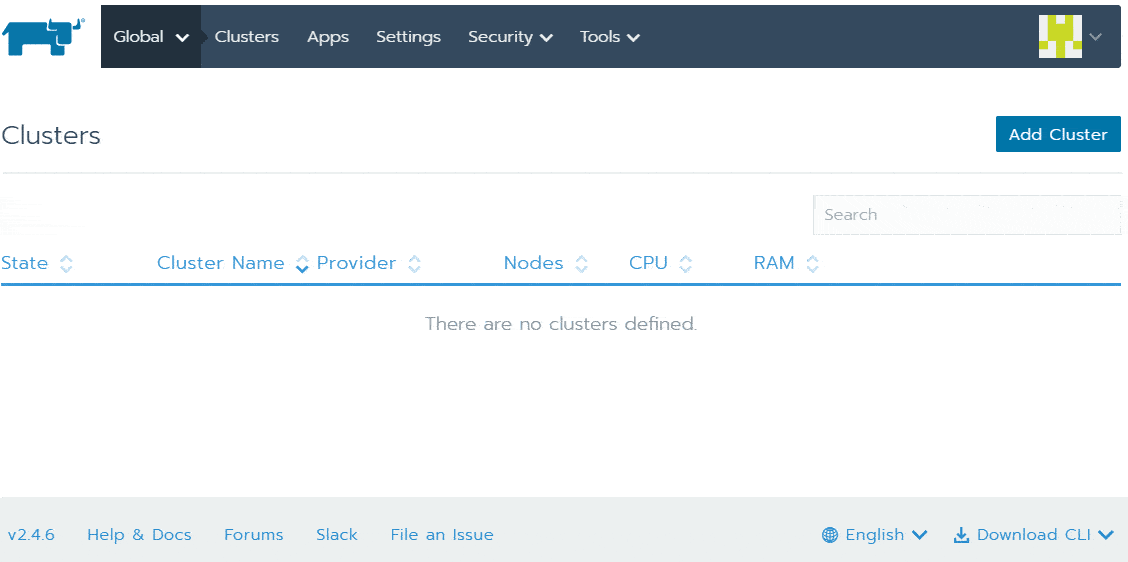 Global Clusters Apps Settings Security Tools
Clusters
Add Cluster
Search
State Cluster Name Provider Nodes CPU RAM
There are no clusters defined.
v2.4.6 Help & Docs Forums Slack File an Issue English Download CLI